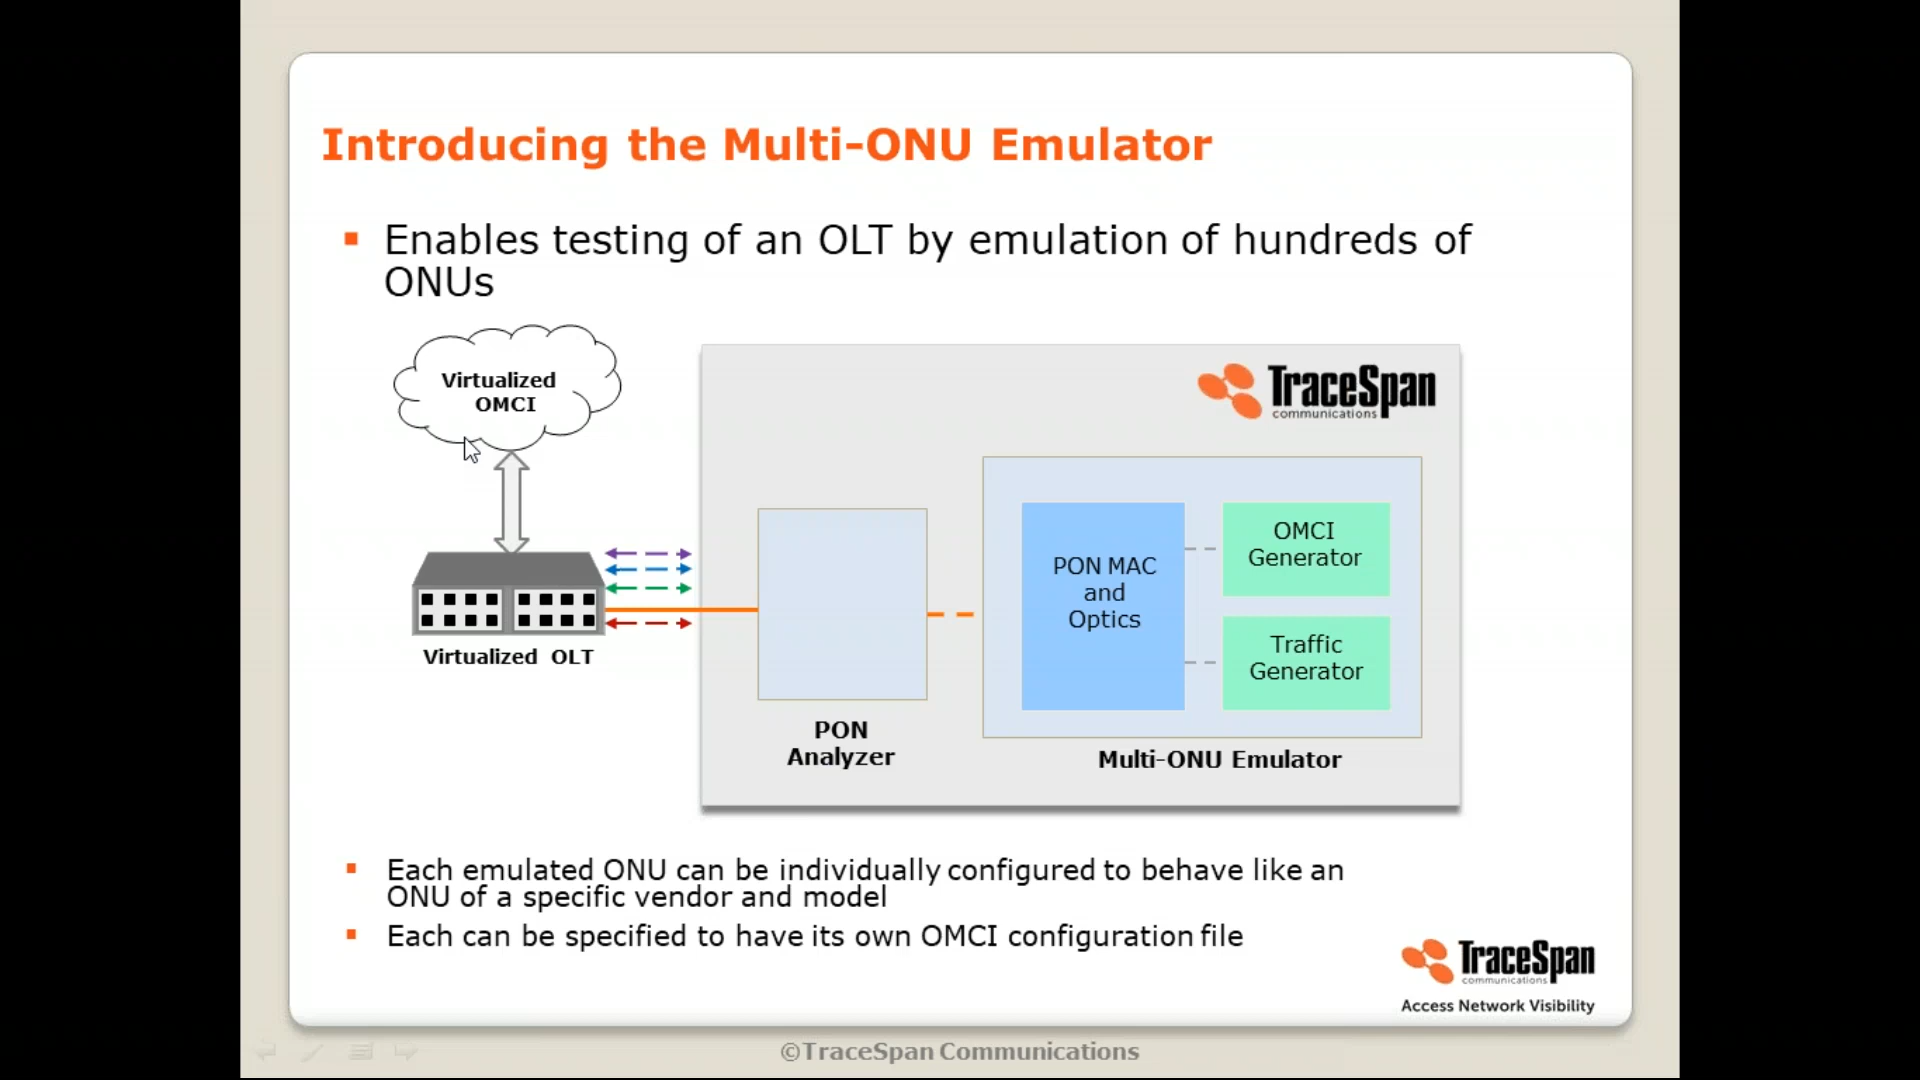 Introducing the Multi-ONU Emulator
Enables testing of an OLT by emulation of hundreds of
ONUs
Virtualized
OMCI
TraceSpan
communications
PON MAC
and
Optics
OMCI
Generator
Traffic
Generator
Virtualized OLT
PON
Analyzer
Multi-ONU Emulator
Each emulated ONU can be individually configured to behave like an
ONU of a specific vendor and model
Each can be specified to have its own OMCI configuration file
TraceSpan
communications
Access Network Visibility
©TraceSpan Communications